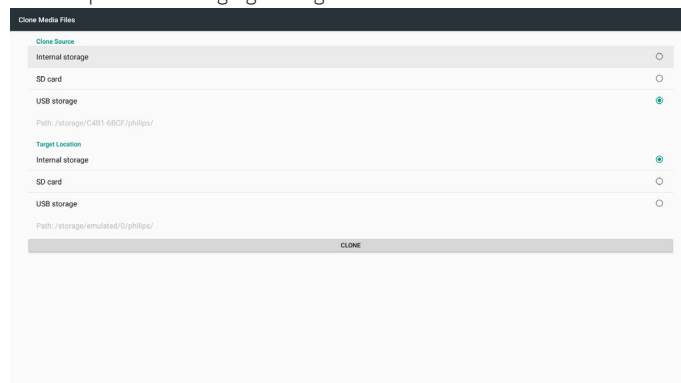 Clone Media Files
Clone Source
Internal storage
SD card
USB storage
Path: /storage/C4B1-6BCF/philips/
Target Location
Internal storage
SD card
USB storage
Path: /storage/emulated/0/philips/
CLONE